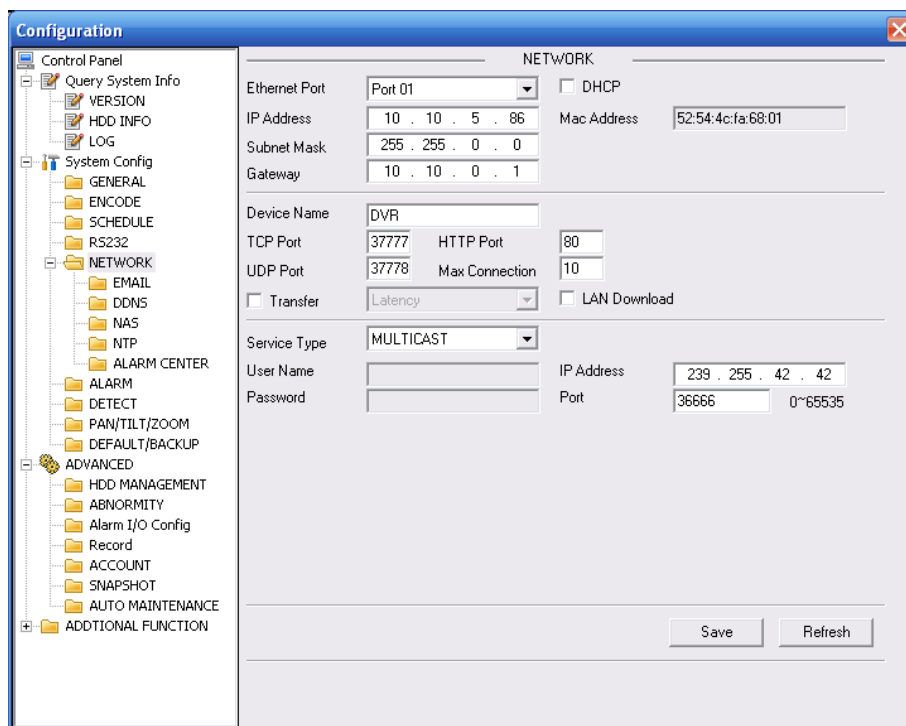 Configuration
Control Panel
Query System Info
VERSION
HDD INFO
LOG
System Config
GENERAL
ENCODE
SCHEDULE
RS232
NETWORK
EMAIL
DDNS
NAS
NTP
ALARM CENTER
ALARM
DETECT
PAN/TILT/ZOOM
DEFAULT/BACKUP
ADVANCED
HDD MANAGEMENT
ABNORMITY
Alarm I/O Config
Record
ACCOUNT
SNAPSHOT
AUTO MAINTENANCE
ADDTIONAL FUNCTION
NETWORK
Ethernet Port Port 01 DHCP
IP Address 10 . 10 . 5 . 86 Mac Address 52:54:4c:fa:68:01
Subnet Mask 255 . 255 . 0 . 0
Gateway 10 . 10 . 0 . 1
Device Name DVR
TCP Port 37777 HTTP Port 80
UDP Port 37778 Max Connection 10
Transfer Latency LAN Download
Service Type MULTICAST
User Name IP Address 239 . 255 . 42 . 42
Password Port 36666 0~65535
Save Refresh